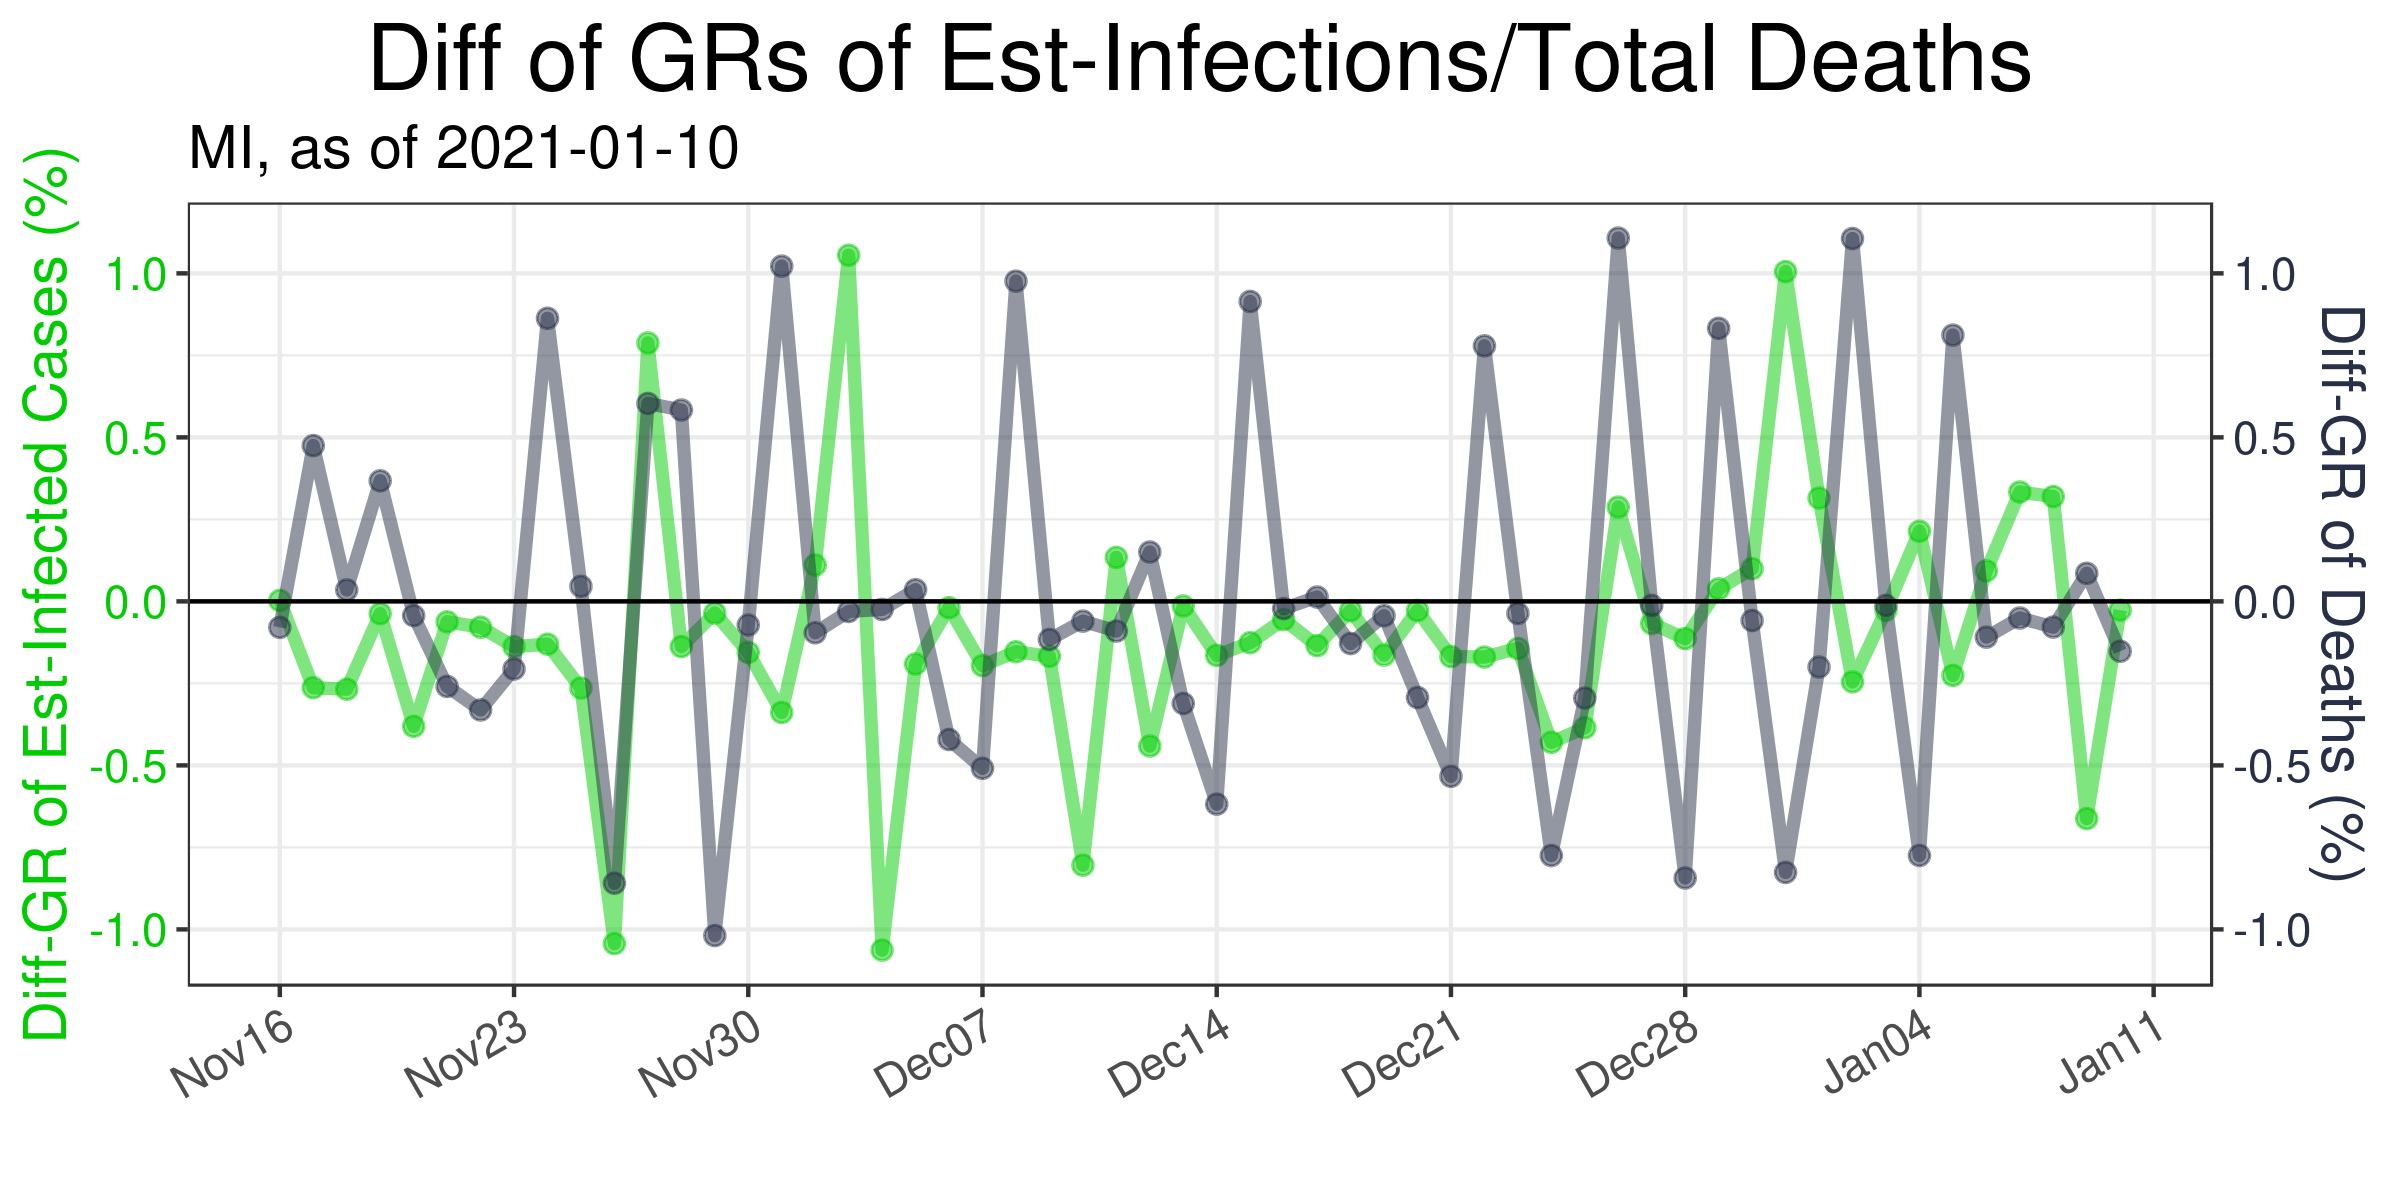 Diff of GRs of Est-Infections/Total Deaths
MI, as of 2021-01-10
Diff-GR of Est-Infected Cases (%)
1.0
0.5
0.0
-0.5
-1.0
1.0
0.5
0.0
-0.5
-1.0
Diff-GR of Deaths (%)
Nov16 Nov23 Nov30 Dec07 Dec14 Dec21 Dec28 Jan04 Jan11